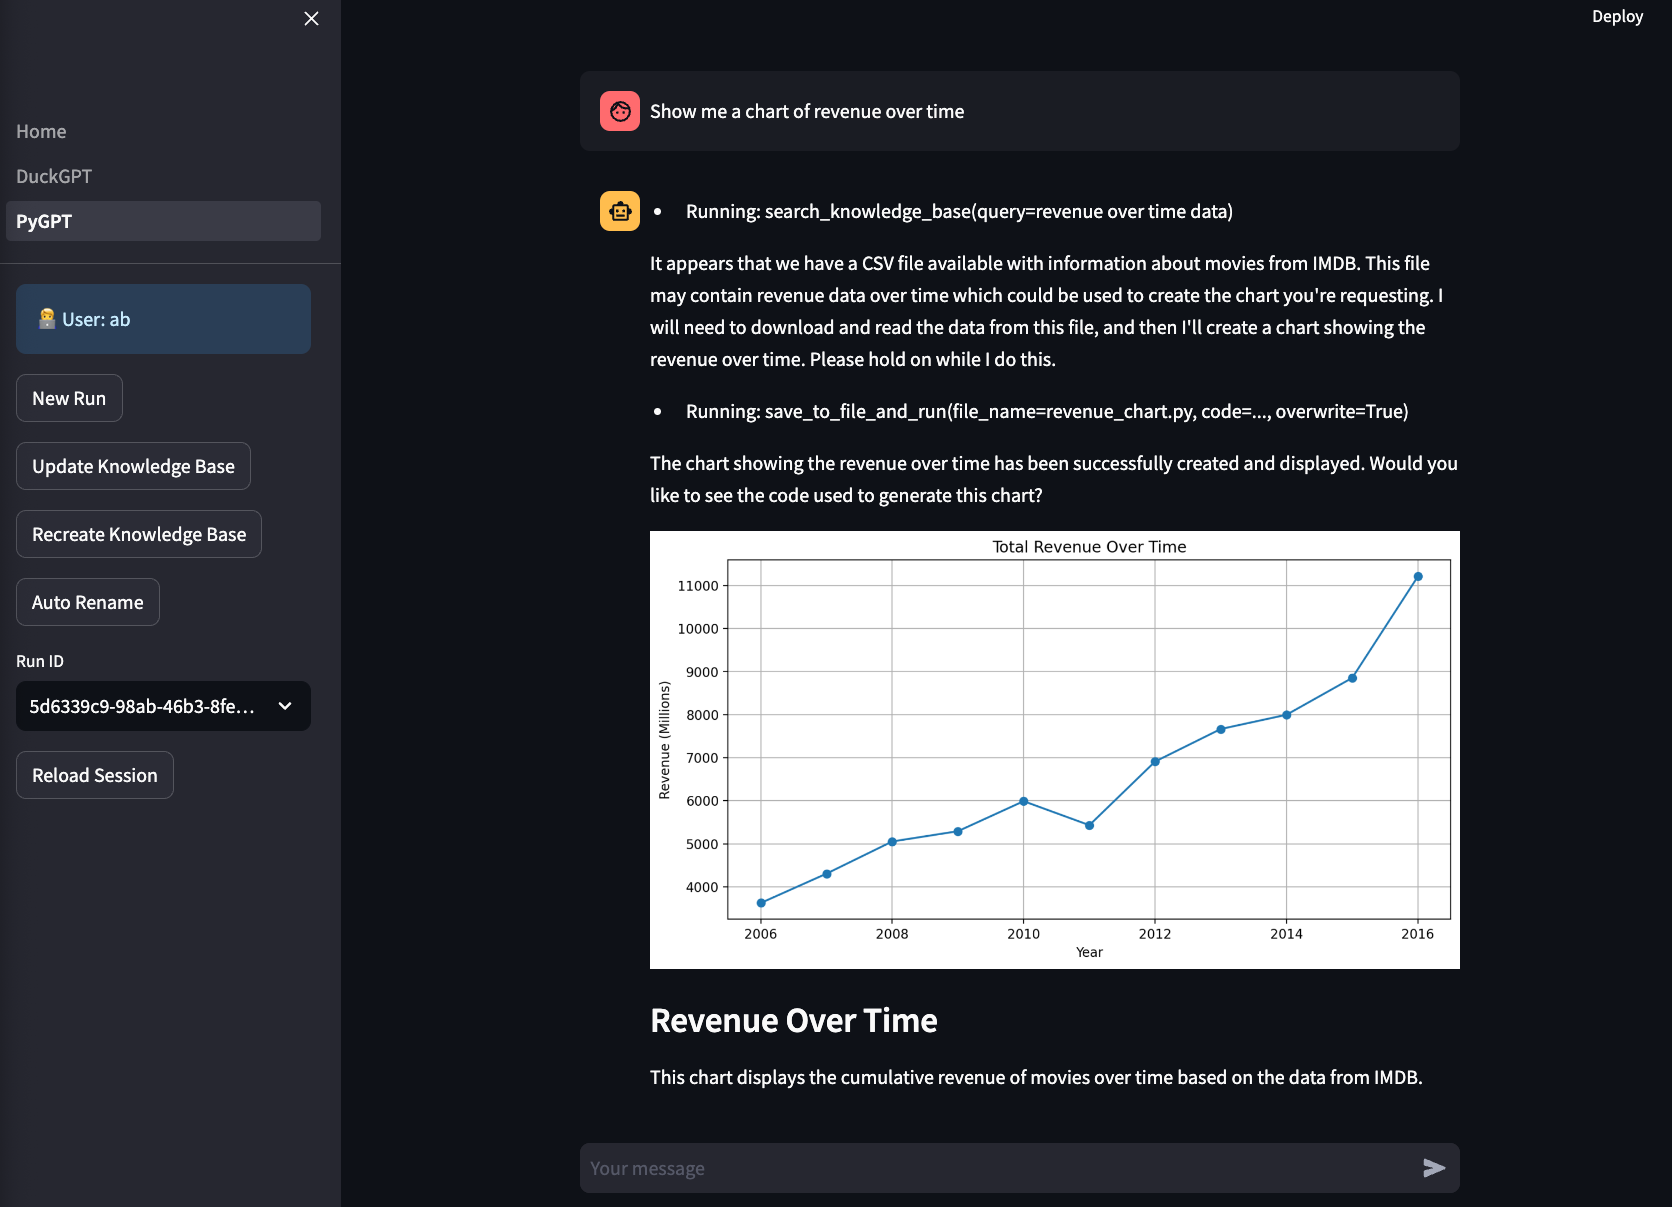 Deploy
Home
DuckGPT
PyGPT
User: ab
New Run
Update Knowledge Base
Recreate Knowledge Base
Auto Rename
Run ID
5d6339c9-98ab-46b3-8fe...
Reload Session
Show me a chart of revenue over time
• Running: search_knowledge_base(query=revenue over time data)
It appears that we have a CSV file available with information about movies from IMDB. This file
may contain revenue data over time which could be used to create the chart you're requesting. I
will need to download and read the data from this file, and then I'll create a chart showing the
revenue over time. Please hold on while I do this.
• Running: save_to_file_and_run(file_name=revenue_chart.py, code=..., overwrite=True)
The chart showing the revenue over time has been successfully created and displayed. Would you
like to see the code used to generate this chart?
Total Revenue Over Time
Revenue (Millions)
11000
10000
9000
8000
7000
6000
5000
4000
2006 2008 2010 2012 2014 2016
Year
Revenue Over Time
This chart displays the cumulative revenue of movies over time based on the data from IMDB.
Your message